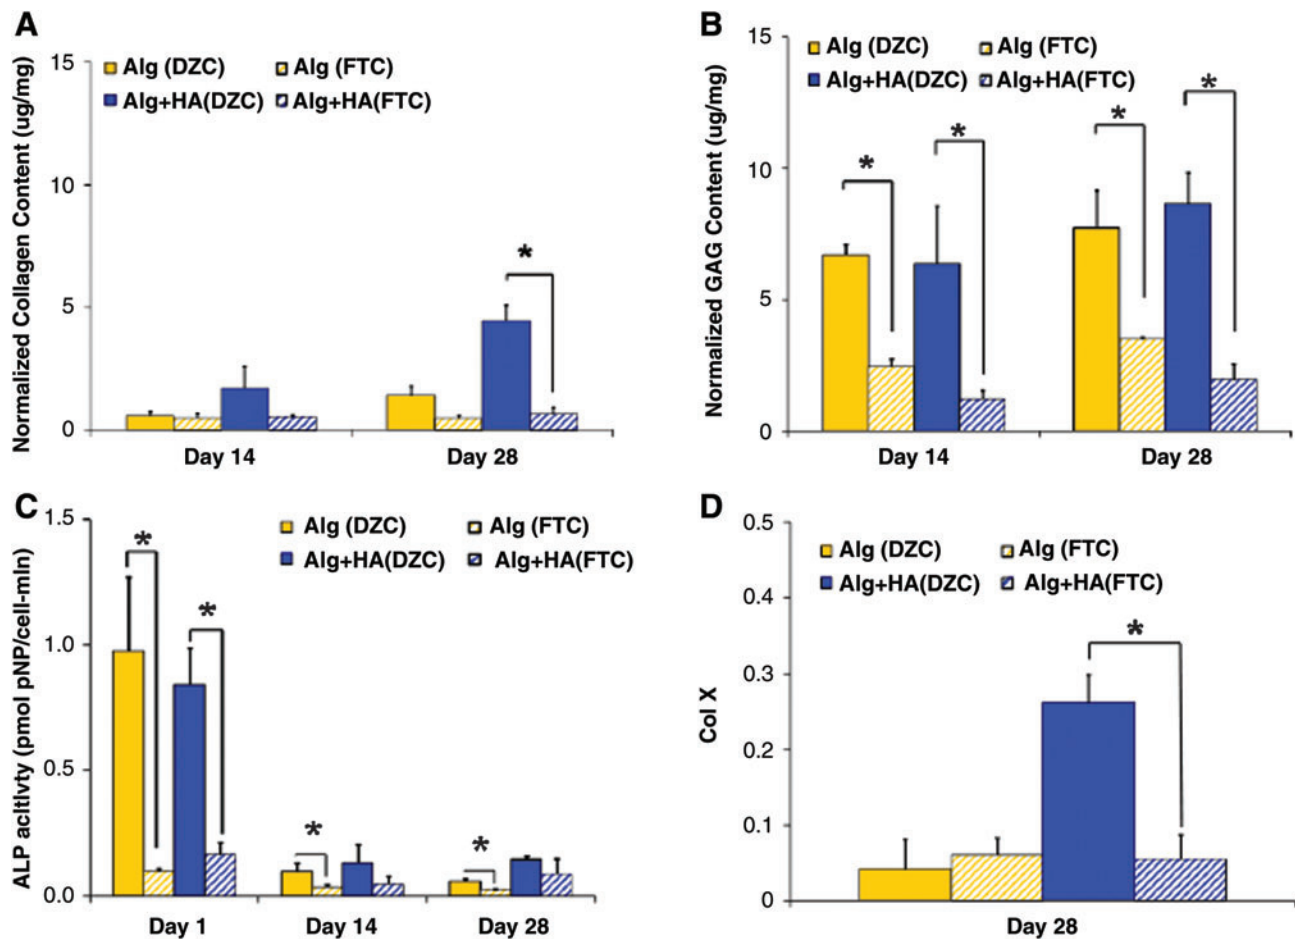 A
Normalized Collagen Content (ug/mg)
15
10
5
0
Alg (DZC)
Alg (FTC)
Alg+HA(DZC)
Alg+HA(FTC)
*
Day 14
Day 28
B
Normalized GAG Content (ug/mg)
15
10
5
0
Alg (DZC)
Alg (FTC)
Alg+HA(DZC)
Alg+HA(FTC)
*
*
*
*
Day 14
Day 28
C
ALP acltlvty (pmol pNP/cell-mln)
1.5
1.0
0.5
0.0
Alg (DZC)
Alg (FTC)
Alg+HA(DZC)
Alg+HA(FTC)
*
*
*
*
Day 1
Day 14
Day 28
D
Col X
0.5
0.4
0.3
0.2
0.1
0
Alg (DZC)
Alg (FTC)
Alg+HA(DZC)
Alg+HA(FTC)
*
Day 28